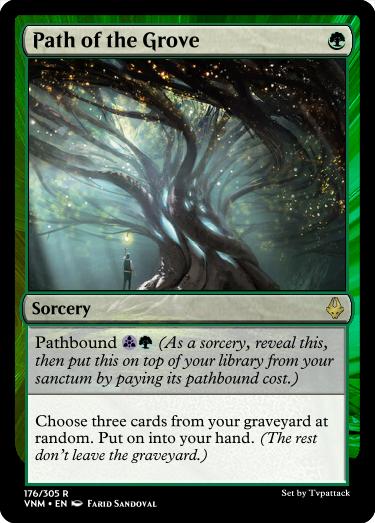 Path of the Grove
Sorcery
Pathbound (As a sorcery, reveal this,
then put this on top of your library from your
sanctum by paying its pathbound cost.)
Choose three cards from your graveyard at
random. Put on into your hand. (The rest
don't leave the graveyard.)
176/305 R
VNM • EN Farid Sandoval
Set by Tvpattack